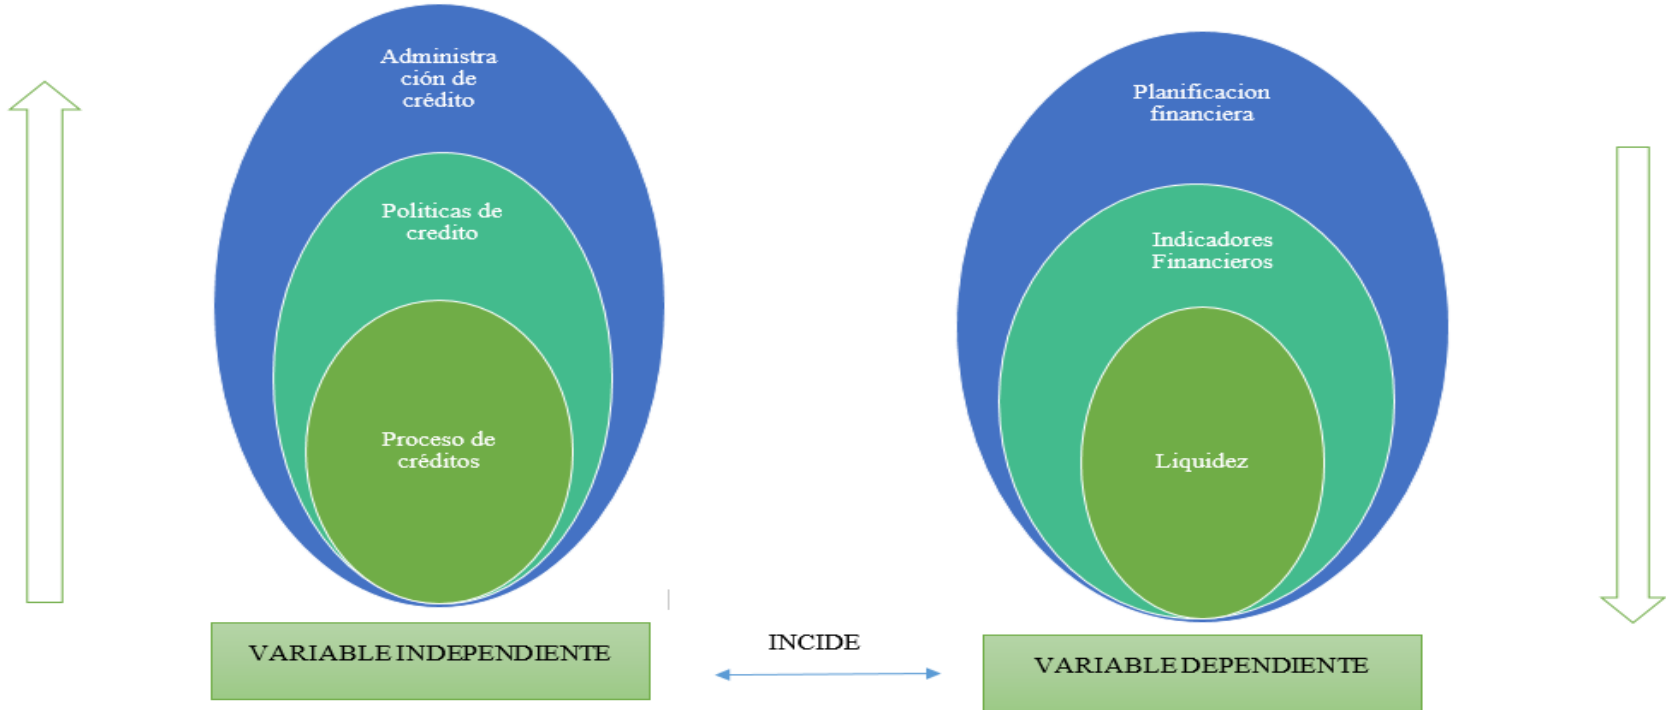 Administra
ción de
crédito
Políticas de
credito
Proceso de
créditos
VARIABLE INDEPENDIENTE
INCIDE
Planificacion
financiera
Indicadores
Financieros
Liquidez
VARIABLE DEPENDIENTE